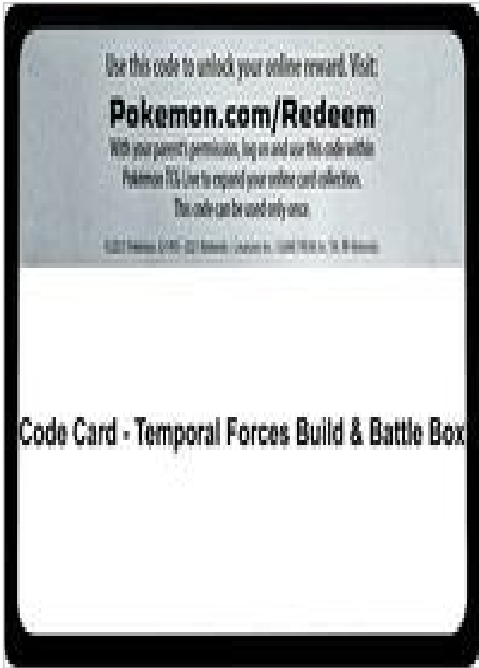 Use this code to unlock your online reward. Visit:
Pokemon.com/Redeem
With your parent's permission, log on and use this code within
Pokémon TCG Live to expand your online card collection.
This code can be used only once.
Code Card - Temporal Forces Build & Battle Box